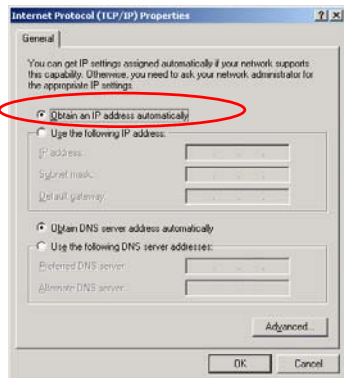 Internet Protocol (TCP/IP) Properties
General
You can get IP settings assigned automatically if your network supports
this capability. Otherwise, you need to ask your network administrator for
the appropriate IP settings.
Obtain an IP address automatically
Use the following IP address:
IP address:
Subnet mask:
Default gateway:
Obtain DNS server address automatically
Use the following DNS server addresses:
Preferred DNS server:
Alternate DNS server:
Advanced...
OK
Cancel